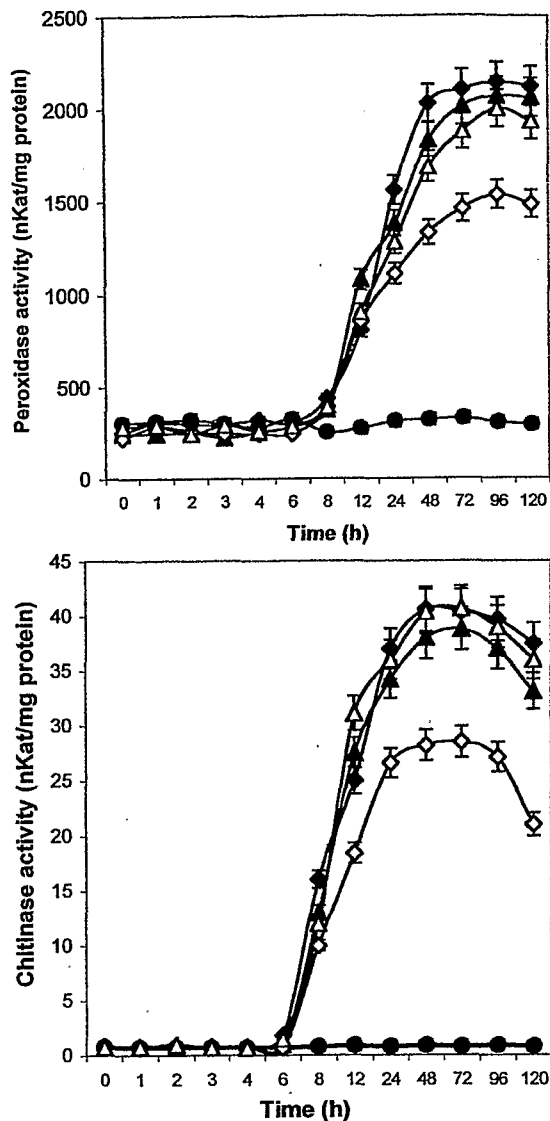 Peroxidase activity (nKat/mg protein)
2500
2000
1500
1000
500
0
0 1 2 3 4 6 8 12 24 48 72 96 120
Time (h)
Chitinase activity (nKat/mg protein)
45
40
35
30
25
20
15
10
5
0
0 1 2 3 4 6 8 12 24 48 72 96 120
Time (h)